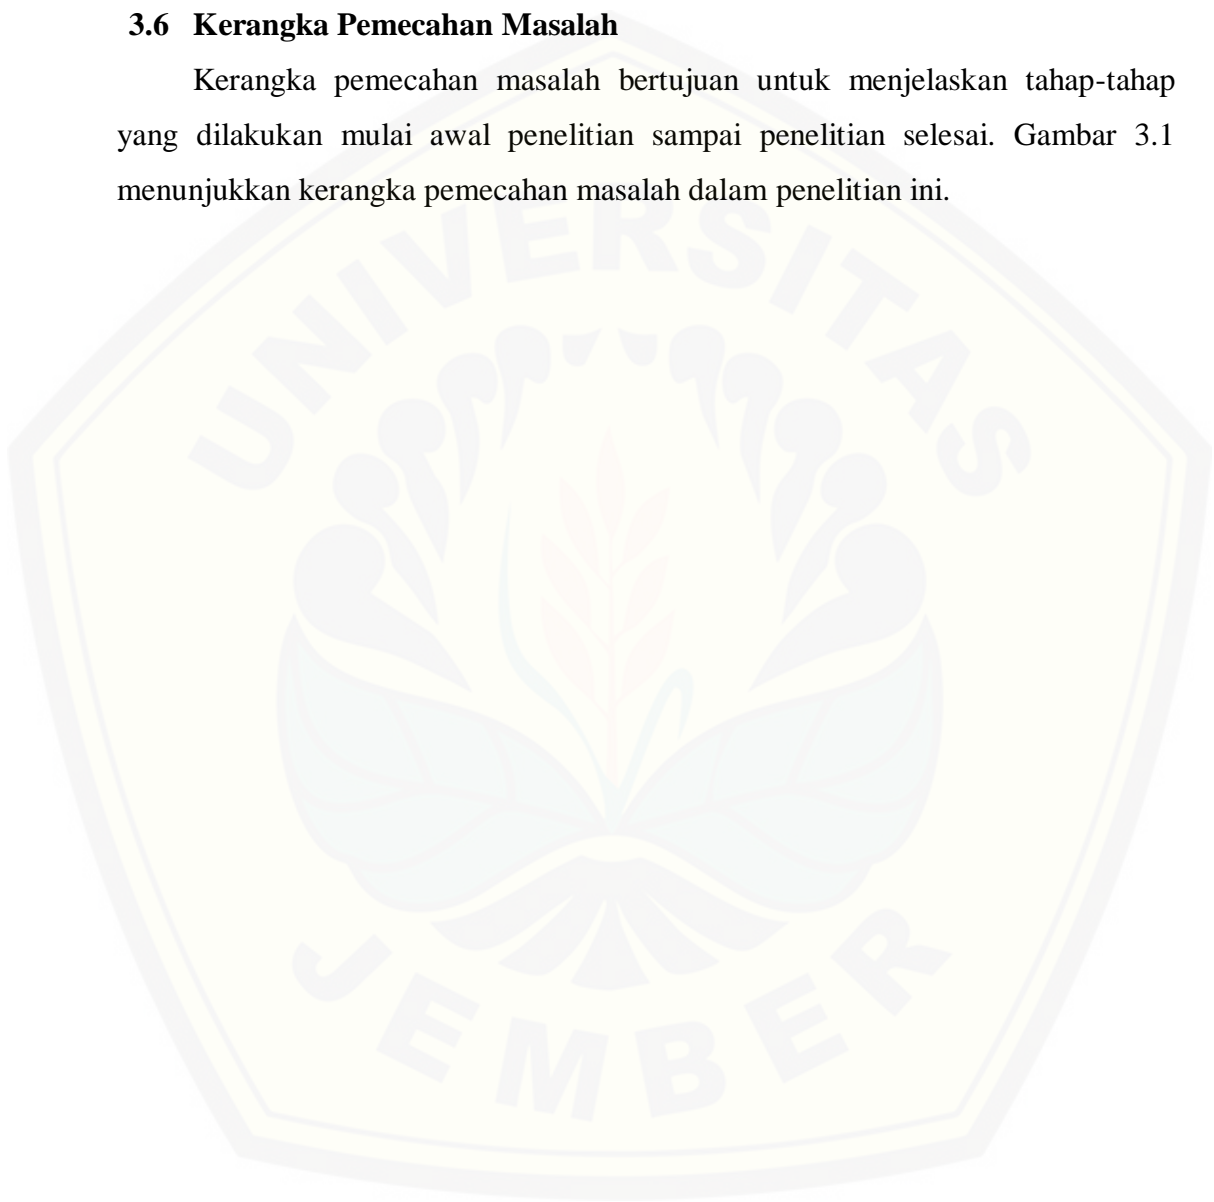 3.6 Kerangka Pemecahan Masalah
Kerangka pemecahan masalah bertujuan untuk menjelaskan tahap-tahap
yang dilakukan mulai awal penelitian sampai penelitian selesai. Gambar 3.1
menunjukkan kerangka pemecahan masalah dalam penelitian ini.
UNIVERSITAS
JEMBER